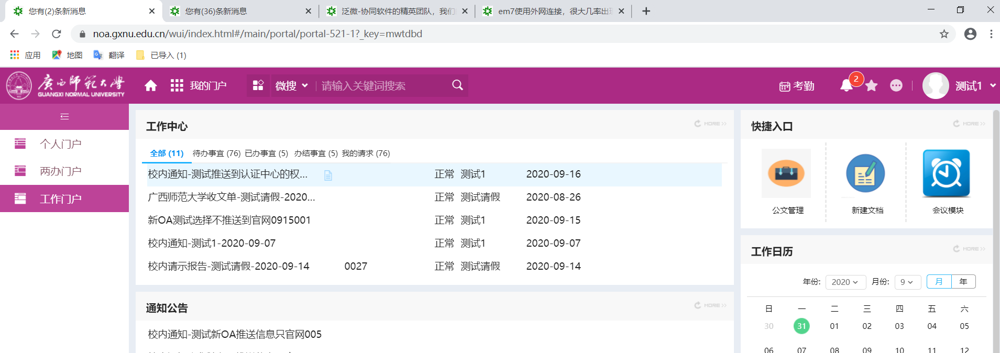 您有(2)条新消息
您有(36)条新消息
泛微-协同软件的精英团队，我们
em7使用外网连接，很大几率出现
noa.gxnu.edu.cn/wui/index.html#/main/portal/portal-521-1?_key=mwtdbd
应用 地图 翻译 已导入 (1)
廣西師範大學
GUANGXI NORMAL UNIVERSITY
我的门户
微搜
请输入关键词搜索
考勤
2
测试1
个人门户
两办门户
工作门户
工作中心
MORE >>
全部 (11) 待办事宜 (76) 已办事宜 (5) 办结事宜 (5) 我的请求 (76)
校内通知-测试推送到认证中心的权... 正常 测试1 2020-09-16
广西师范大学收文单-测试请假-2020... 正常 测试请假 2020-08-26
新OA测试选择不推送到官网0915001 正常 测试1 2020-09-15
校内通知-测试1-2020-09-07 正常 测试1 2020-09-07
校内请示报告-测试请假-2020-09-14 0027 正常 测试请假 2020-09-14
通知公告
MORE >>
校内通知-测试新OA推送信息只官网005
快捷入口
MORE >>
公文管理 新建文档 会议模块
工作日历
MORE >>
年份: 2020 月份: 9 月 年
日 一 二 三 四 五 六
30 31 01 02 03 04 05
06 07 08 09 10 11 12